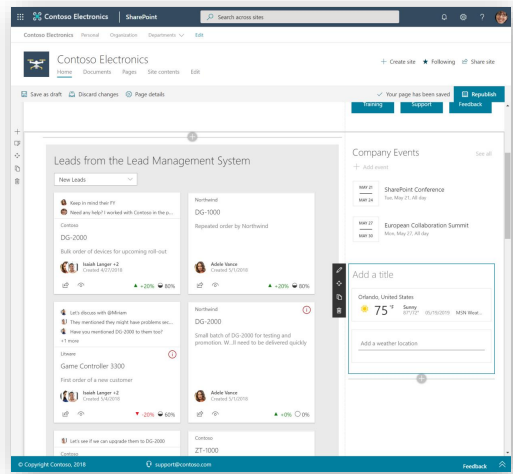 Contoso Electronics
SharePoint
Search across sites
?
Contoso Electronics Personal Organisation Departments Edit
Contoso Electronics
Home Documents Pages Site contents Edit
+ Create site ★ Following Share site
Save as draft Discard changes Page details
✓ Your page has been saved Republish
Training Support Feedback
Leads from the Lead Management System
New Leads
Keep in mind their FY
Need any help? I worked with Contoso in the p...
Contoso
DG-2000
Bulk order of devices for upcoming roll-out
Isaiah Langer +2
Created 4/27/2018
▲ +20% 80%
Northwind
DG-1000
Repeated order by Northwind
Adele Vance
Created 5/1/2018
▲ +20% 80%
Let's discuss with @Miriam
They mentioned they might have problems sec...
Have you mentioned DG-2000 to them too?
+1 more
Litware
Game Controller 3300
First order of a new customer
Isaiah Langer +2
Created 5/4/2018
▼ -20% 60%
Northwind
DG-2000
Small batch of DG-2000 for testing and
promotion. W...ll need to be delivered quickly
Adele Vance
Created 5/1/2018
▲ +0% 0%
Let's see if we can upgrade them to DG-2000
Contoso
Contoso
ZT-1000
Company Events See all
+ Add event
MAY 21
MAY 24
SharePoint Conference
Tue, May 21, All day
MAY 27
MAY 30
European Collaboration Summit
Mon, May 27, All day
Add a title
Orlando, United States
75 °F Sunny
67°/72° 05/19/2019 MSN Weat...
Add a weather location
© Copyright Contoso, 2018
support@contoso.com
Feedback